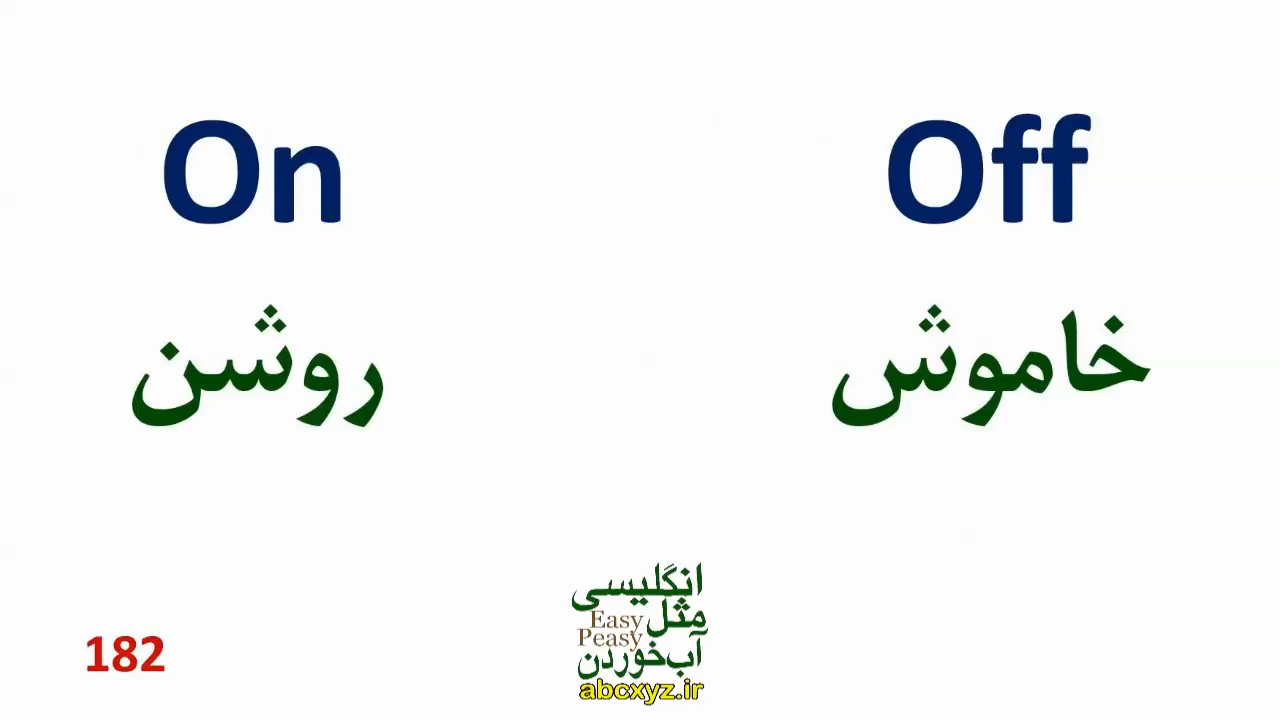 On
Off
روشن
خاموش
انگلیسی
مثل
Easy
Peasy
آب‌خوردن
abcxyz.ir
182